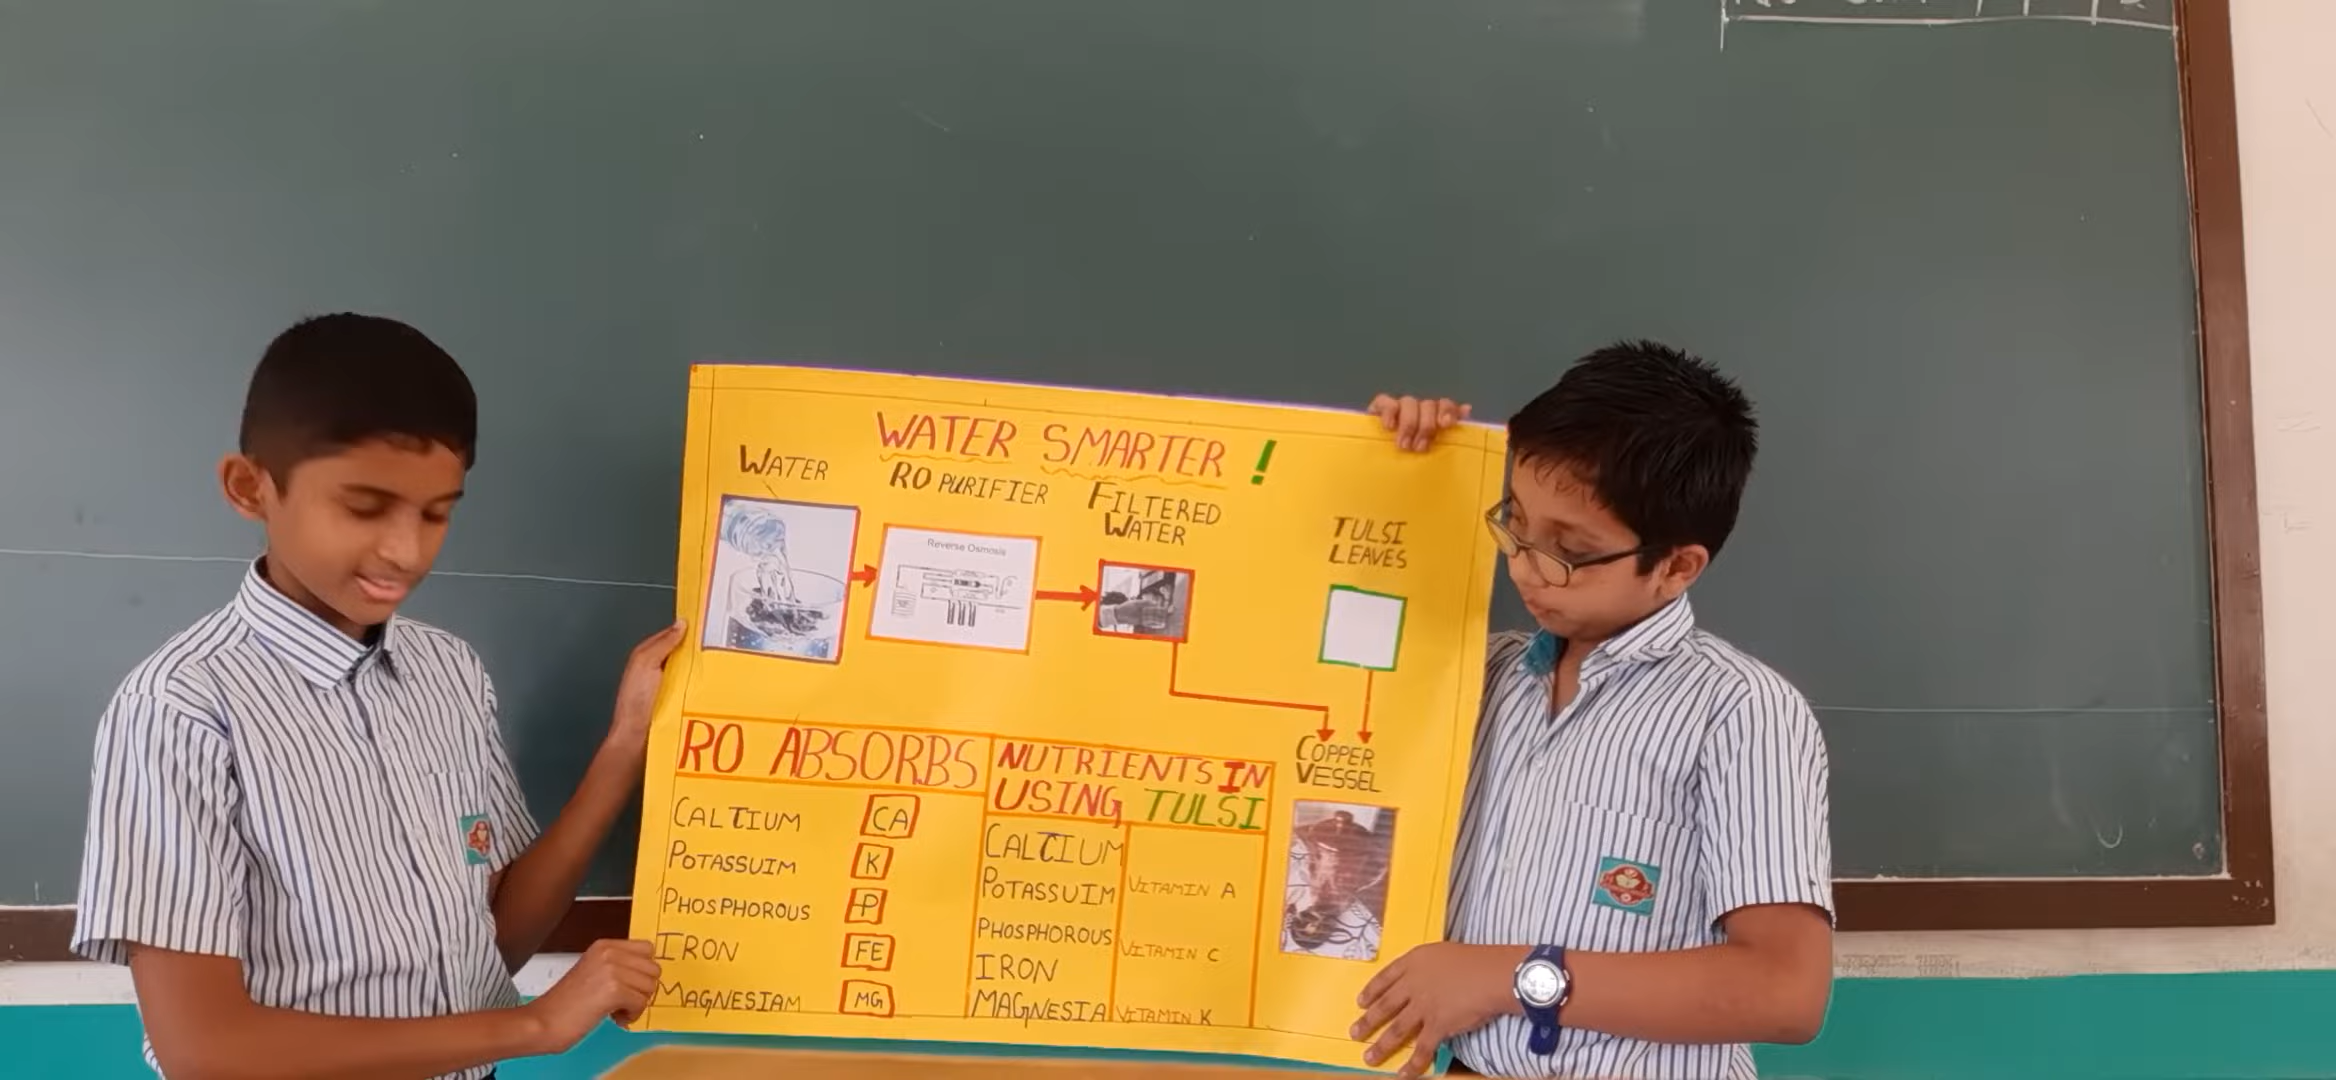 WATER SMARTER !
WATER
RO PURIFIER
FILTERED
WATER
TULSI
LEAVES
Reverse Osmosis
COPPER
VESSEL
RO ABSORBS
CALTIUM CA
POTASSUIM K
PHOSPHOROUS P
IRON FE
MAGNESIAM MG
NUTRIENTS IN
USING TULSI
CALTIUM
POTASSUIM
PHOSPHOROUS
IRON
MAGNESIA
VITAMIN A
VITAMIN C
VITAMIN K